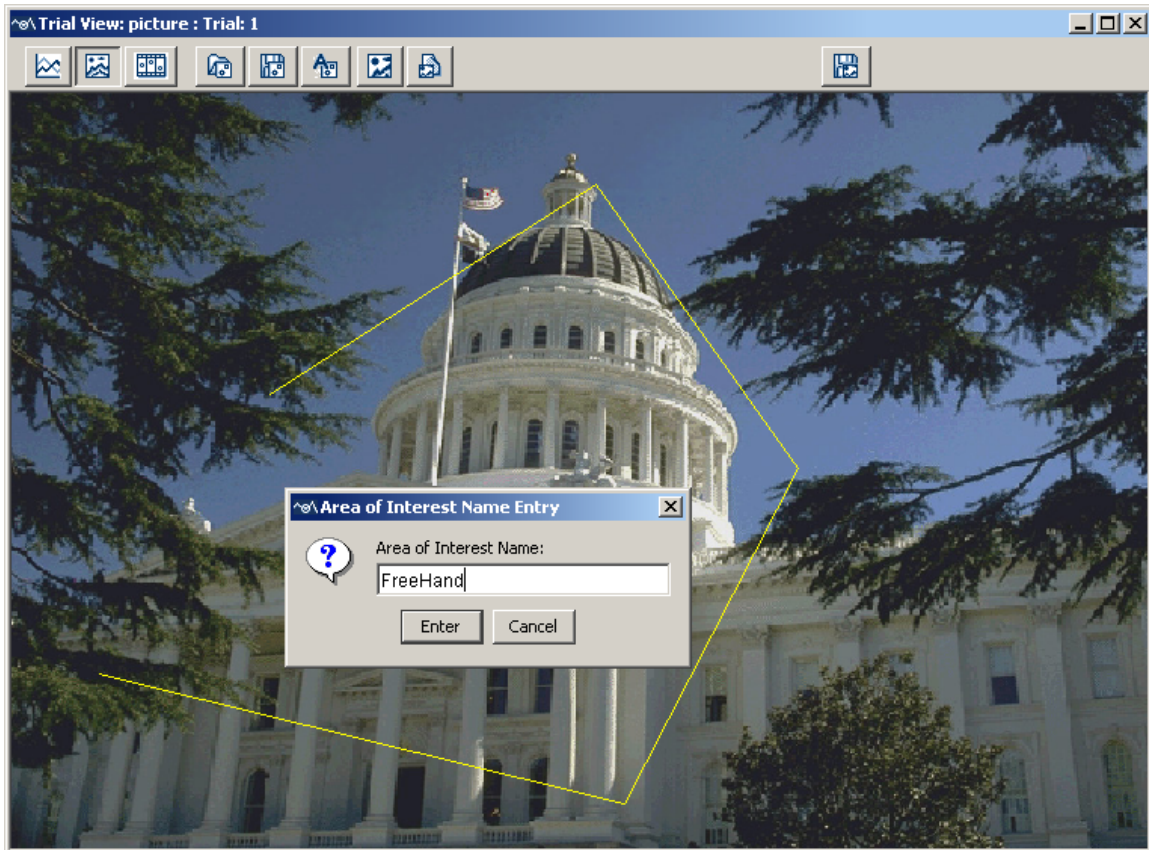 Trial View: picture : Trial: 1
Area of Interest Name Entry
Area of Interest Name:
FreeHand
Enter
Cancel